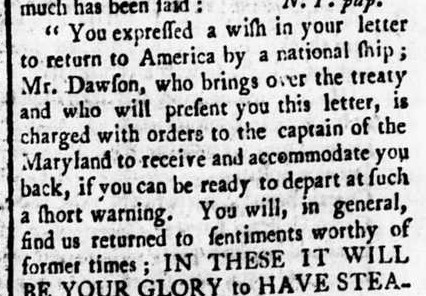 much has been ſaid : N. Y. pap.
“ You expreſſed a wiſh in your letter
to return to America by a national ſhip ;
Mr. Dawſon, who brings over the treaty
and who will preſent you this letter, is
charged with orders to the captain of the
Maryland to receive and accommodate you
back, if you can be ready to depart at ſuch
a ſhort warning. You will, in general,
find us returned to ſentiments worthy of
former times ; IN THESE IT WILL
BE YOUR GLORY to HAVE STEA-